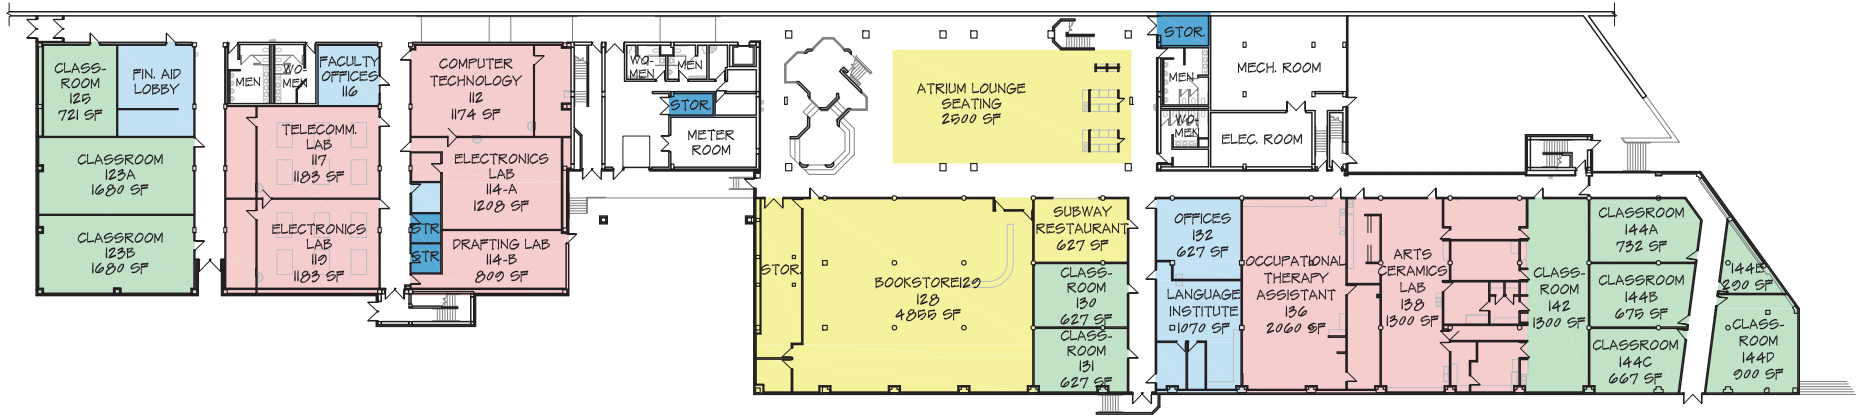 CLASS-
ROOM
125
721 SF
FIN. AID
LOBBY
CLASSROOM
123A
1680 SF
CLASSROOM
123B
1680 SF
MEN
WO-
MEN
FACULTY
OFFICES
116
TELECOMM.
LAB
117
1183 SF
ELECTRONICS
LAB
119
1183 SF
COMPUTER
TECHNOLOGY
112
1174 SF
ELECTRONICS
LAB
114-A
1208 SF
STR
STR
DRAFTING LAB
114-B
809 SF
WO-
MEN
MEN
STOR.
METER
ROOM
ATRIUM LOUNGE
SEATING
2500 SF
STOR.
MEN
WO-
MEN
MECH. ROOM
ELEC. ROOM
STOR.
BOOKSTORE129
128
4855 SF
SUBWAY
RESTAURANT
627 SF
CLASS-
ROOM
130
627 SF
CLASS-
ROOM
131
627 SF
OFFICES
132
627 SF
LANGUAGE
INSTITUTE
1070 SF
OCCUPATIONAL
THERAPY
ASSISTANT
136
2060 SF
ARTS
CERAMICS
LAB
138
1300 SF
CLASS-
ROOM
142
1300 SF
CLASSROOM
144A
732 SF
CLASSROOM
144B
675 SF
CLASSROOM
144C
667 SF
144E
290 SF
CLASS-
ROOM
144D
900 SF